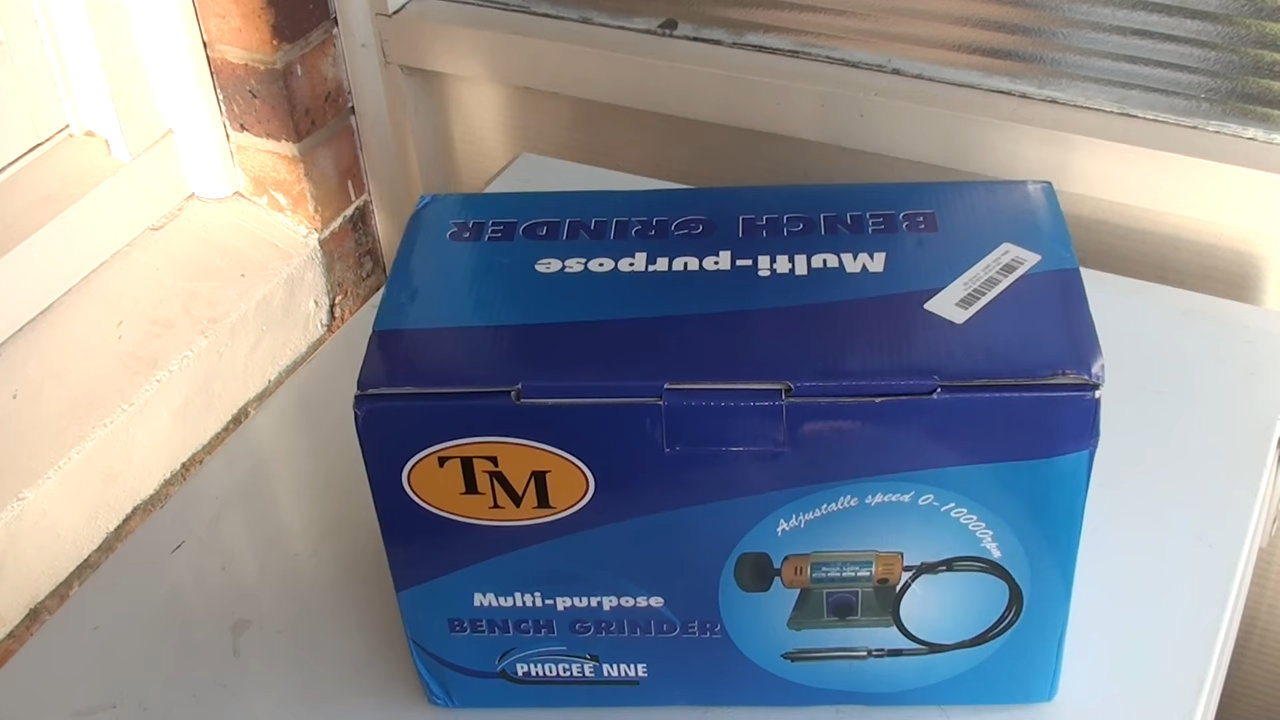 BENCH GRINDER
Multi-purpose
TM
Adjustalle speed 0-10000rpm
Multi-purpose
BENCH GRINDER
PHOCEE NNE